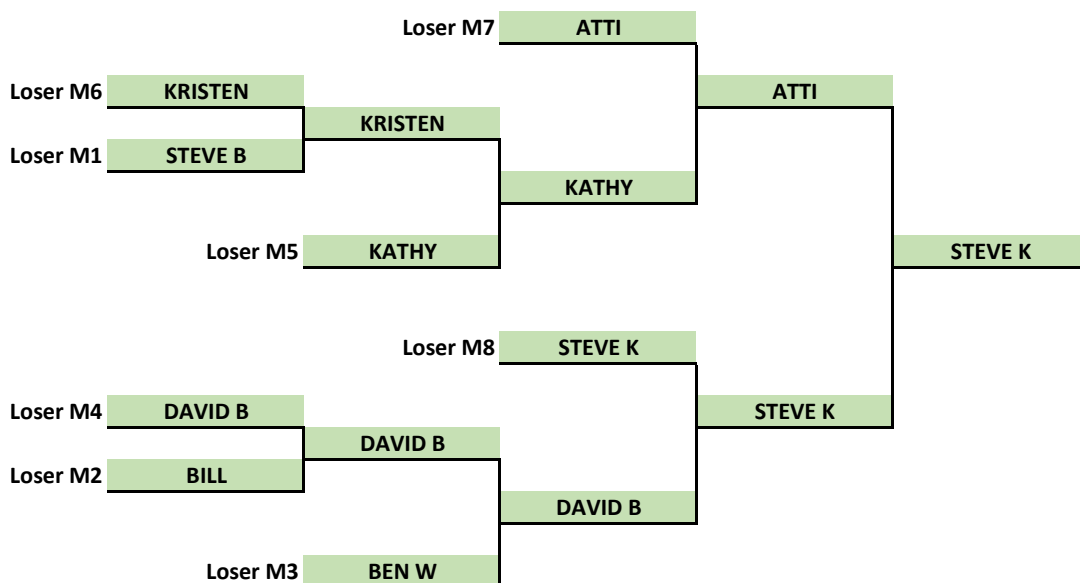 Loser M7 ATTI
Loser M6 KRISTEN ATTI
KRISTEN
Loser M1 STEVE B
KATHY
Loser M5 KATHY STEVE K
Loser M8 STEVE K
Loser M4 DAVID B STEVE K
DAVID B
Loser M2 BILL
DAVID B
Loser M3 BEN W